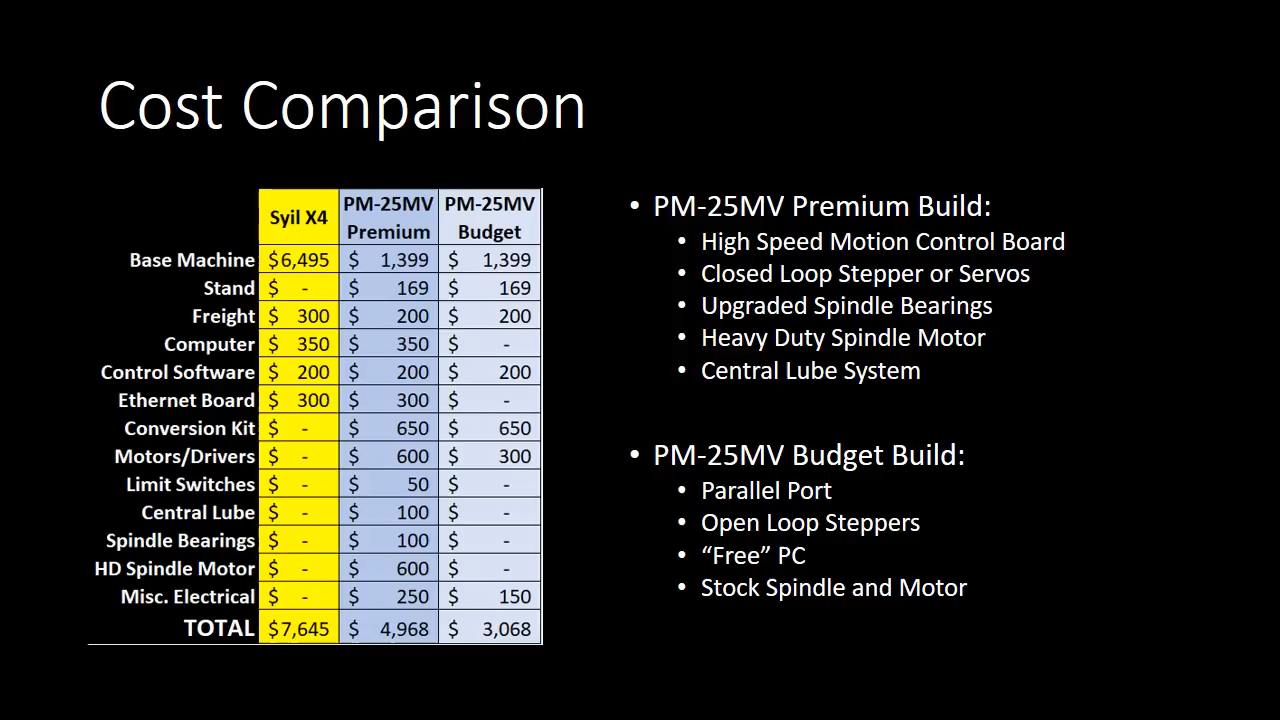 Cost Comparison
Syil X4 PM-25MV Premium PM-25MV Budget
Base Machine $6,495 $ 1,399 $ 1,399
Stand $ - $ 169 $ 169
Freight $ 300 $ 200 $ 200
Computer $ 350 $ 350 $ -
Control Software $ 200 $ 200 $ 200
Ethernet Board $ 300 $ 300 $ -
Conversion Kit $ - $ 650 $ 650
Motors/Drivers $ - $ 600 $ 300
Limit Switches $ - $ 50 $ -
Central Lube $ - $ 100 $ -
Spindle Bearings $ - $ 100 $ -
HD Spindle Motor $ - $ 600 $ -
Misc. Electrical $ - $ 250 $ 150
TOTAL $7,645 $ 4,968 $ 3,068
• PM-25MV Premium Build:
• High Speed Motion Control Board
• Closed Loop Stepper or Servos
• Upgraded Spindle Bearings
• Heavy Duty Spindle Motor
• Central Lube System
• PM-25MV Budget Build:
• Parallel Port
• Open Loop Steppers
• “Free” PC
• Stock Spindle and Motor